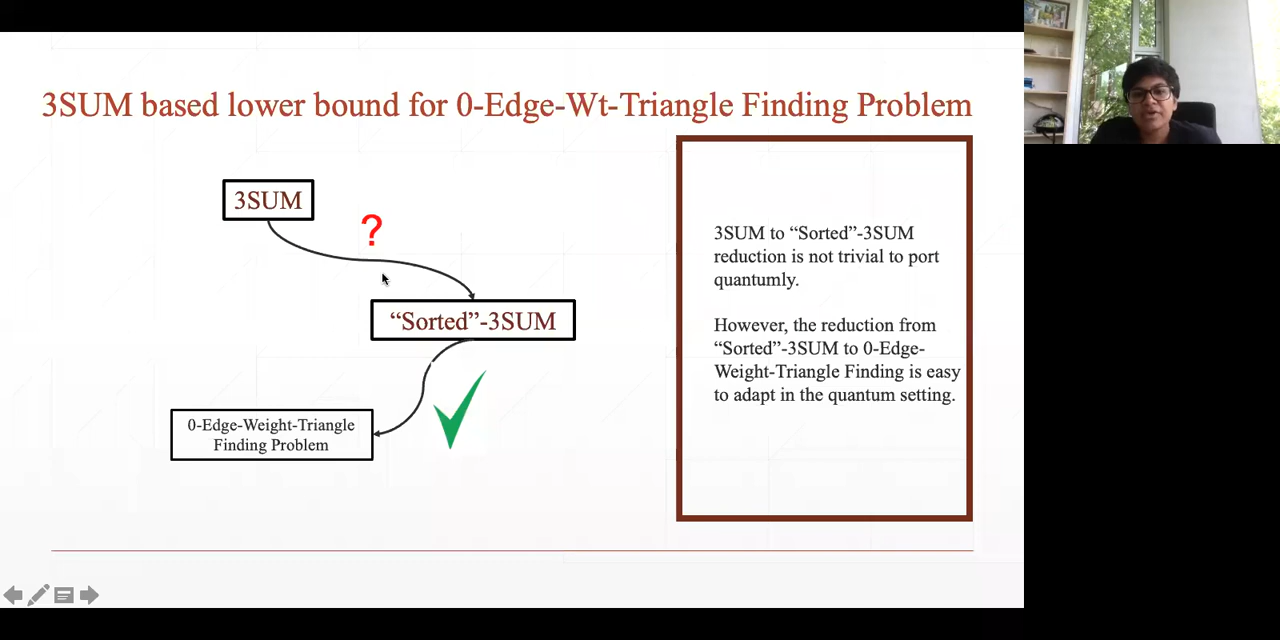 3SUM based lower bound for 0-Edge-Wt-Triangle Finding Problem
3SUM
?
"Sorted"-3SUM
0-Edge-Weight-Triangle
Finding Problem
3SUM to “Sorted”-3SUM
reduction is not trivial to port
quantumly.
However, the reduction from
“Sorted”-3SUM to 0-Edge-
Weight-Triangle Finding is easy
to adapt in the quantum setting.